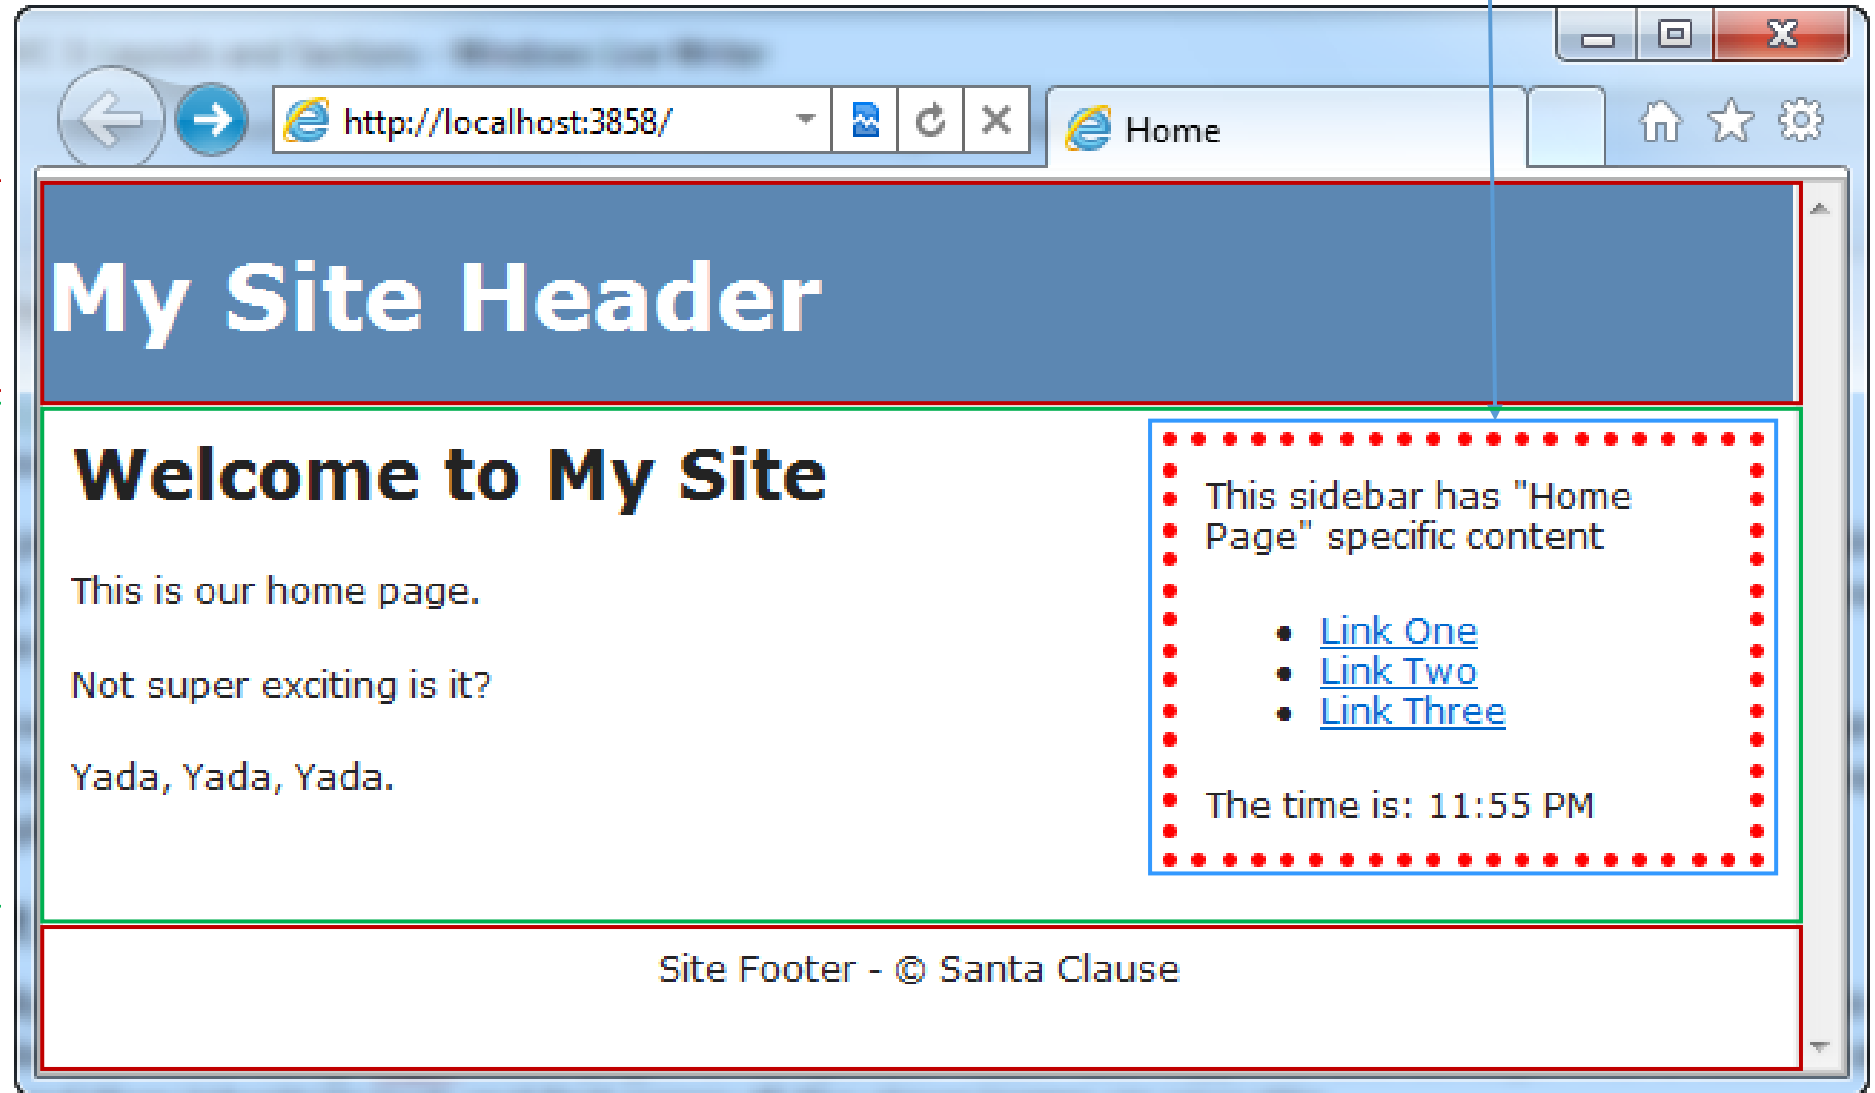 http://localhost:3858/
Home
My Site Header
Welcome to My Site
This is our home page.
Not super exciting is it?
Yada, Yada, Yada.
This sidebar has "Home
Page" specific content
Link One
Link Two
Link Three
The time is: 11:55 PM
Site Footer - © Santa Clause